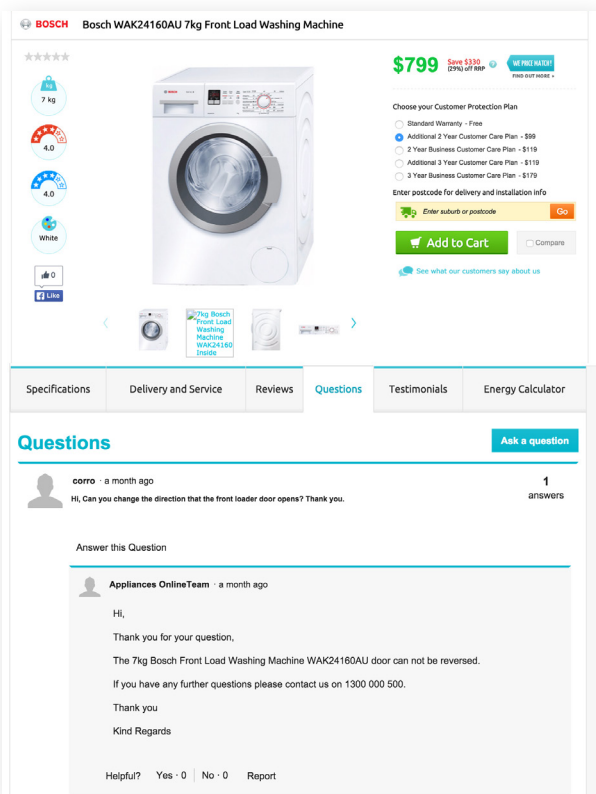 BOSCH Bosch WAK24160AU 7kg Front Load Washing Machine
kg
7 kg
4.0
4.0
White
0
Like
$799 Save $330
(29%) off RRP
WE PRICE MATCH!
FIND OUT MORE
Choose your Customer Protection Plan
Standard Warranty - Free
Additional 2 Year Customer Care Plan - $99
2 Year Business Customer Care Plan - $119
Additional 3 Year Customer Care Plan - $119
3 Year Business Customer Care Plan - $179
Enter postcode for delivery and installation info
Enter suburb or postcode Go
Add to Cart Compare
See what our customers say about us
7kg Bosch
Front Load
Washing
Machine
WAK24160
Inside
Specifications Delivery and Service Reviews Questions Testimonials Energy Calculator
Questions Ask a question
corro · a month ago 1
Hi, Can you change the direction that the front loader door opens? Thank you. answers
Answer this Question
Appliances OnlineTeam · a month ago
Hi,
Thank you for your question,
The 7kg Bosch Front Load Washing Machine WAK24160AU door can not be reversed.
If you have any further questions please contact us on 1300 000 500.
Thank you
Kind Regards
Helpful? Yes · 0 No · 0 Report